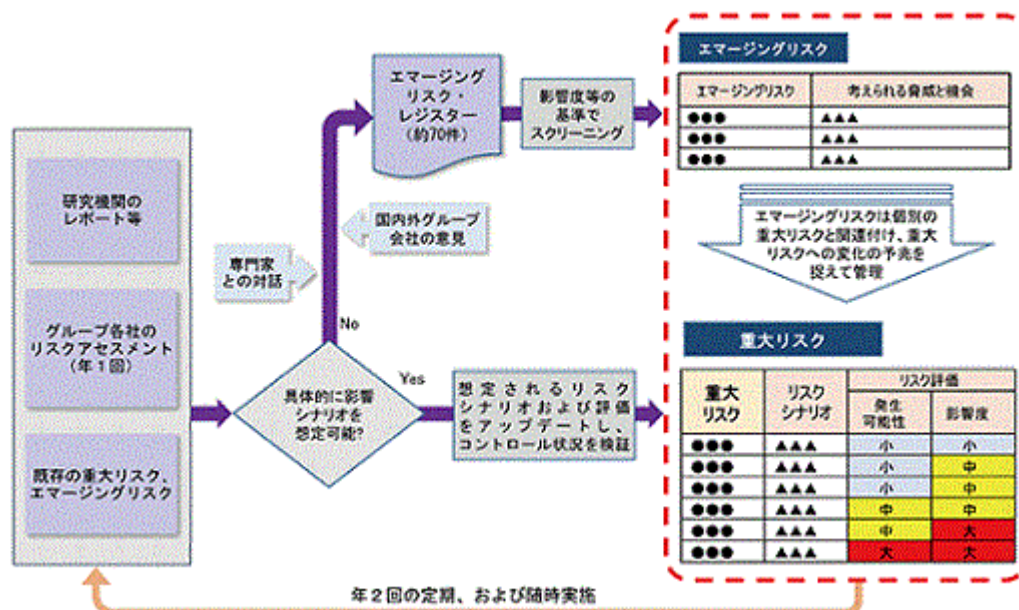 研究機関の
レポート等
グループ各社の
リスクアセスメント
(年1回)
既存の重大リスク、
エマージングリスク
具体的に影響
シナリオを
想定可能?
No
Yes
専門家
との対話
国内外グループ
会社の意見
エマージング
リスク・
レジスター
(約70件)
影響度等の
基準で
スクリーニング
想定されるリスク
シナリオおよび評価
をアップデートし、
コントロール状況を検証
エマージングリスク
エマージングリスク 考えられる脅威と機会
●●● ▲▲▲
●●● ▲▲▲
●●● ▲▲▲
エマージングリスクは個別の
重大リスクと関連付け、重大
リスクへの変化の予兆を
捉えて管理
重大リスク
重大
リスク
リスク
シナリオ
リスク評価
発生
可能性
影響度
●●● ▲▲▲ 小 小
●●● ▲▲▲ 小 中
●●● ▲▲▲ 小 中
●●● ▲▲▲ 中 中
●●● ▲▲▲ 中 大
●●● ▲▲▲ 大 大
年2回の定期、および随時実施